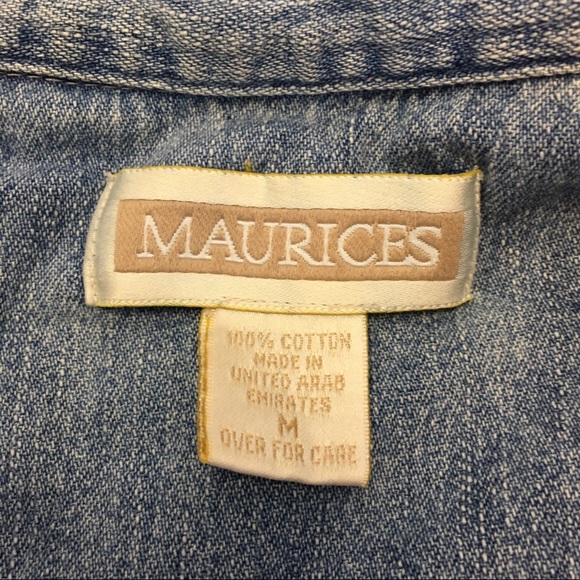 MAURICES
100% COTTON
MADE IN
UNITED ARAB
EMIRATES
M
OVER FOR CARE